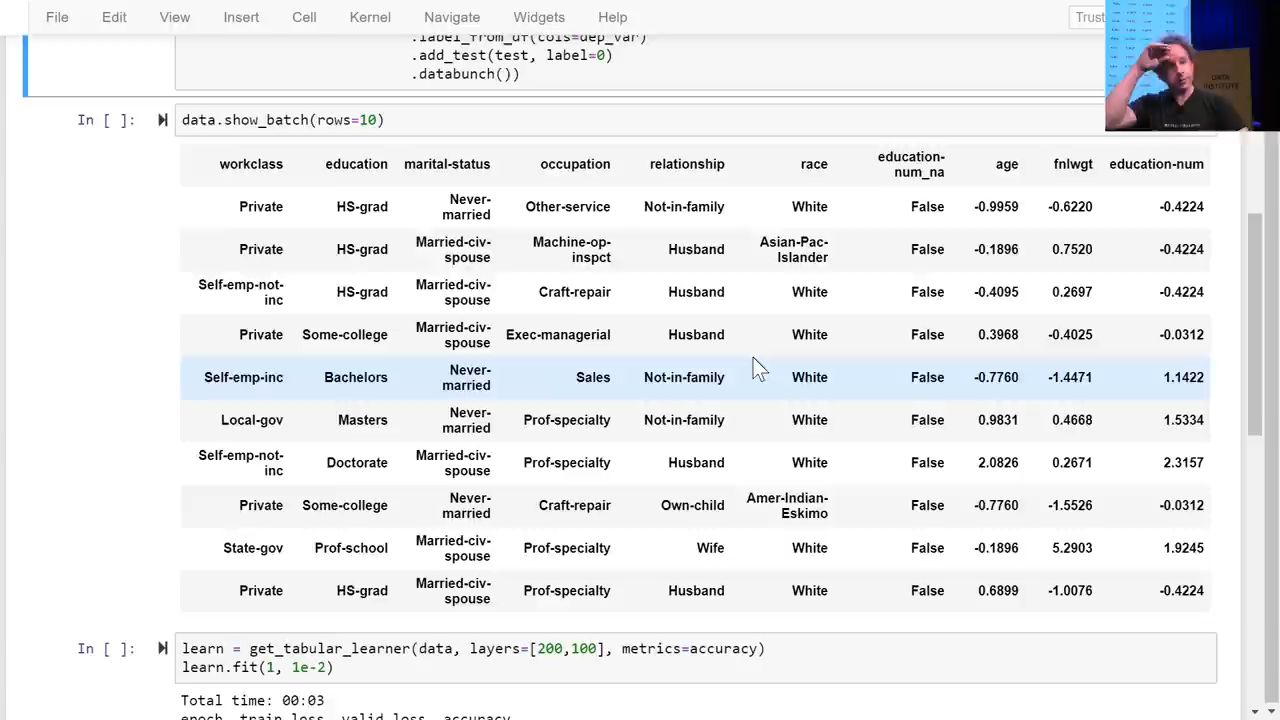 File Edit View Insert Cell Kernel Navigate Widgets Help Trust
.label_from_df(cols=dep_var)
.add_test(test, label=0)
.databunch())
DATA
INSTITUTE
In [ ]: data.show_batch(rows=10)
workclass education marital-status occupation relationship race education-num_na age fnlwgt education-num
Private HS-grad Never-married Other-service Not-in-family White False -0.9959 -0.6220 -0.4224
Private HS-grad Married-civ-spouse Machine-op-inspct Husband Asian-Pac-Islander False -0.1896 0.7520 -0.4224
Self-emp-not-inc HS-grad Married-civ-spouse Craft-repair Husband White False -0.4095 0.2697 -0.4224
Private Some-college Married-civ-spouse Exec-managerial Husband White False 0.3968 -0.4025 -0.0312
Self-emp-inc Bachelors Never-married Sales Not-in-family White False -0.7760 -1.4471 1.1422
Local-gov Masters Never-married Prof-specialty Not-in-family White False 0.9831 0.4668 1.5334
Self-emp-not-inc Doctorate Married-civ-spouse Prof-specialty Husband White False 2.0826 0.2671 2.3157
Private Some-college Never-married Craft-repair Own-child Amer-Indian-Eskimo False -0.7760 -1.5526 -0.0312
State-gov Prof-school Married-civ-spouse Prof-specialty Wife White False -0.1896 5.2903 1.9245
Private HS-grad Married-civ-spouse Prof-specialty Husband White False 0.6899 -1.0076 -0.4224
In [ ]: learn = get_tabular_learner(data, layers=[200,100], metrics=accuracy)
learn.fit(1, 1e-2)
Total time: 00:03
epoch train_loss valid_loss accuracy